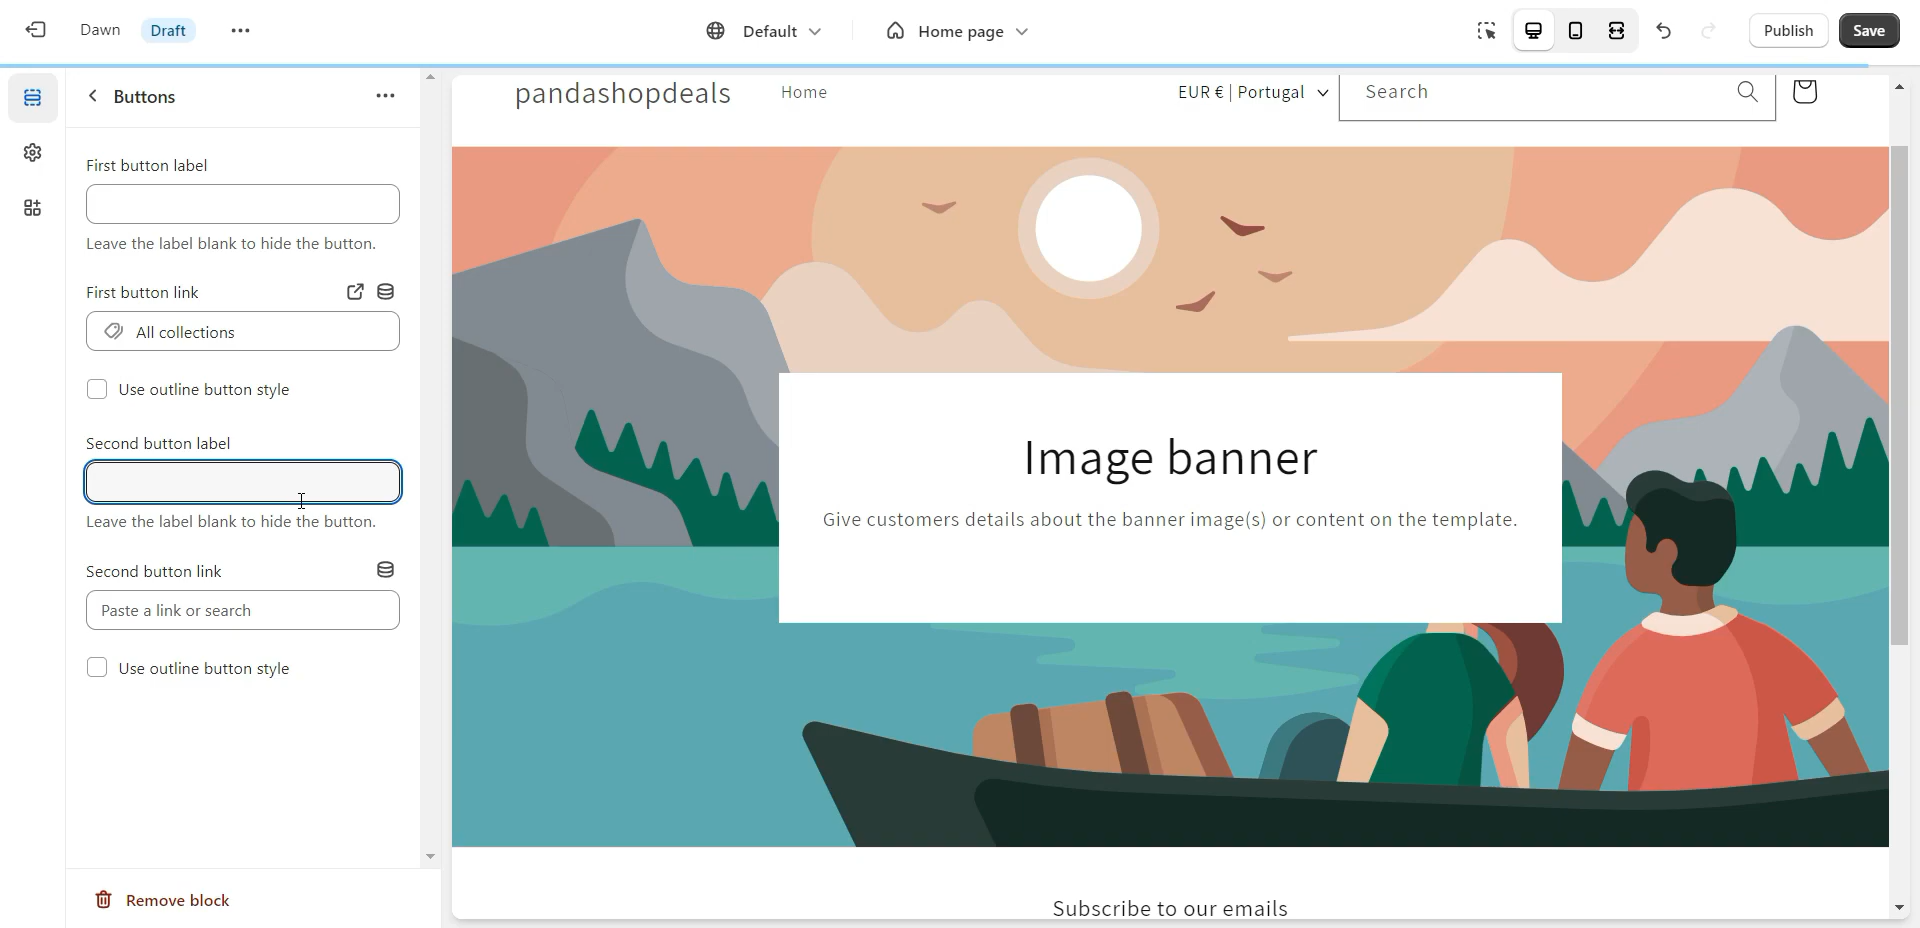 Dawn
Draft
Default
Home page
Publish
Save
Buttons
First button label
Leave the label blank to hide the button.
First button link
All collections
Use outline button style
Second button label
Leave the label blank to hide the button.
Second button link
Paste a link or search
Use outline button style
Remove block
pandashopdeals
Home
EUR € | Portugal
Search
Image banner
Give customers details about the banner image(s) or content on the template.
Subscribe to our emails